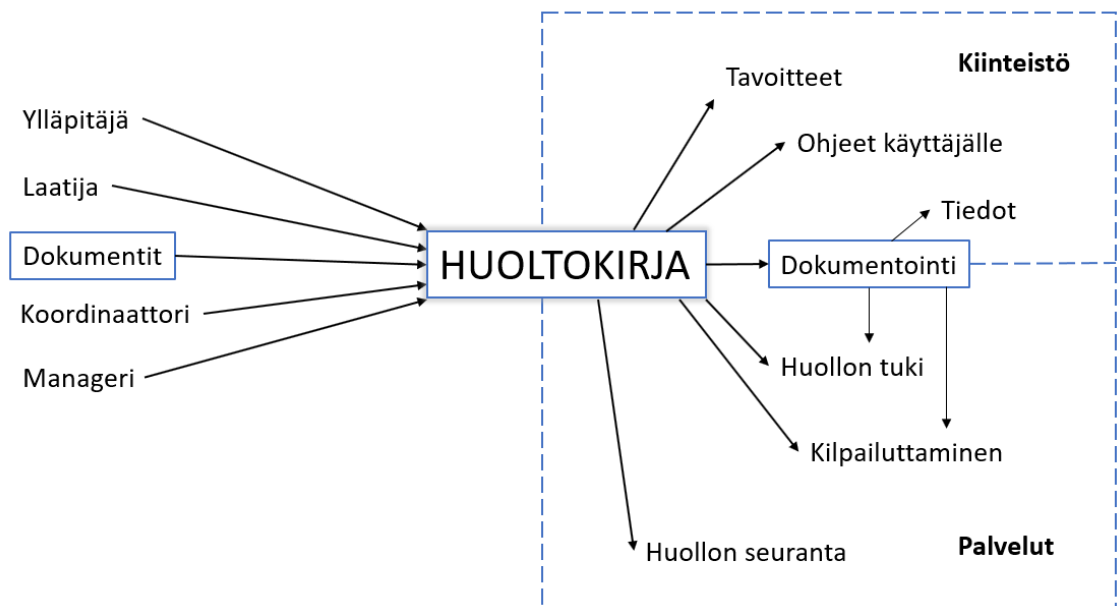 Ylläpitäjä
Laatija
Dokumentit
Koordinaattori
Manageri
HUOLTOKIRJA
Kiinteistö
Tavoitteet
Ohjeet käyttäjälle
Tiedot
Dokumentointi
Huollon tuki
Kilpailuttaminen
Huollon seuranta
Palvelut